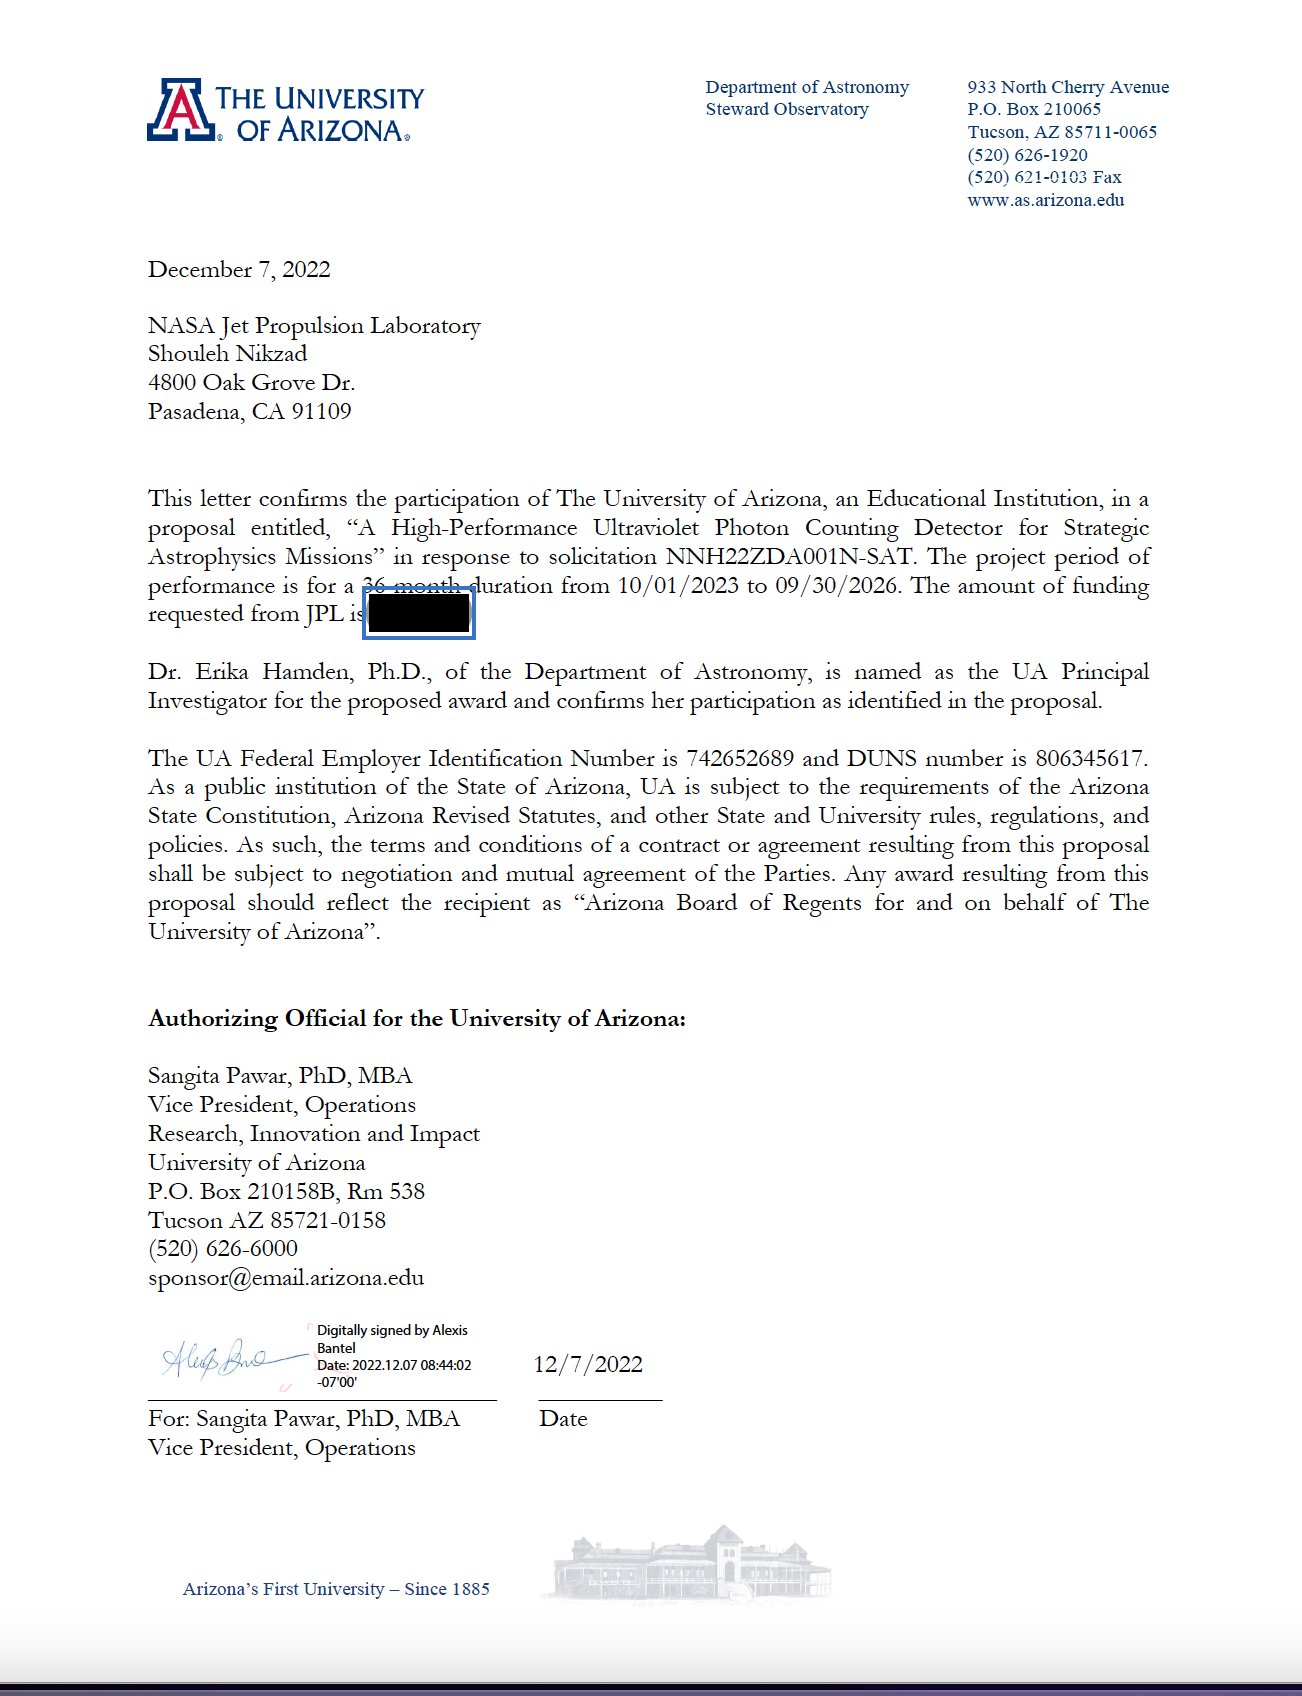 THE UNIVERSITY
OF ARIZONA®
Department of Astronomy
Steward Observatory
933 North Cherry Avenue
P.O. Box 210065
Tucson, AZ 85711-0065
(520) 626-1920
(520) 621-0103 Fax
www.as.arizona.edu
December 7, 2022
NASA Jet Propulsion Laboratory
Shouleh Nikzad
4800 Oak Grove Dr.
Pasadena, CA 91109
This letter confirms the participation of The University of Arizona, an Educational Institution, in a
proposal entitled, “A High-Performance Ultraviolet Photon Counting Detector for Strategic
Astrophysics Missions” in response to solicitation NNH22ZDA001N-SAT. The project period of
performance is for a 36-month duration from 10/01/2023 to 09/30/2026. The amount of funding
requested from JPL is
Dr. Erika Hamden, Ph.D., of the Department of Astronomy, is named as the UA Principal
Investigator for the proposed award and confirms her participation as identified in the proposal.
The UA Federal Employer Identification Number is 742652689 and DUNS number is 806345617.
As a public institution of the State of Arizona, UA is subject to the requirements of the Arizona
State Constitution, Arizona Revised Statutes, and other State and University rules, regulations, and
policies. As such, the terms and conditions of a contract or agreement resulting from this proposal
shall be subject to negotiation and mutual agreement of the Parties. Any award resulting from this
proposal should reflect the recipient as “Arizona Board of Regents for and on behalf of The
University of Arizona”.
Authorizing Official for the University of Arizona:
Sangita Pawar, PhD, MBA
Vice President, Operations
Research, Innovation and Impact
University of Arizona
P.O. Box 210158B, Rm 538
Tucson AZ 85721-0158
(520) 626-6000
sponsor@email.arizona.edu
Digitally signed by Alexis
Bantel
Date: 2022.12.07 08:44:02
-07'00'
12/7/2022
For: Sangita Pawar, PhD, MBA
Date
Vice President, Operations
Arizona’s First University – Since 1885